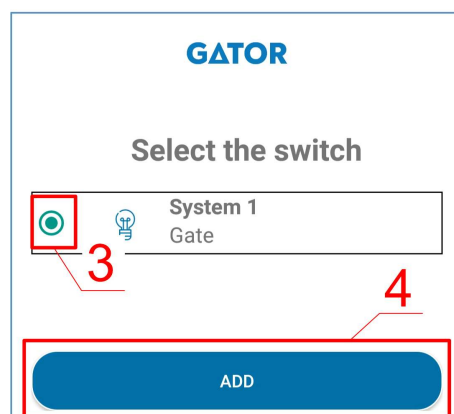 GATOR
Select the switch
System 1
Gate
3
4
ADD